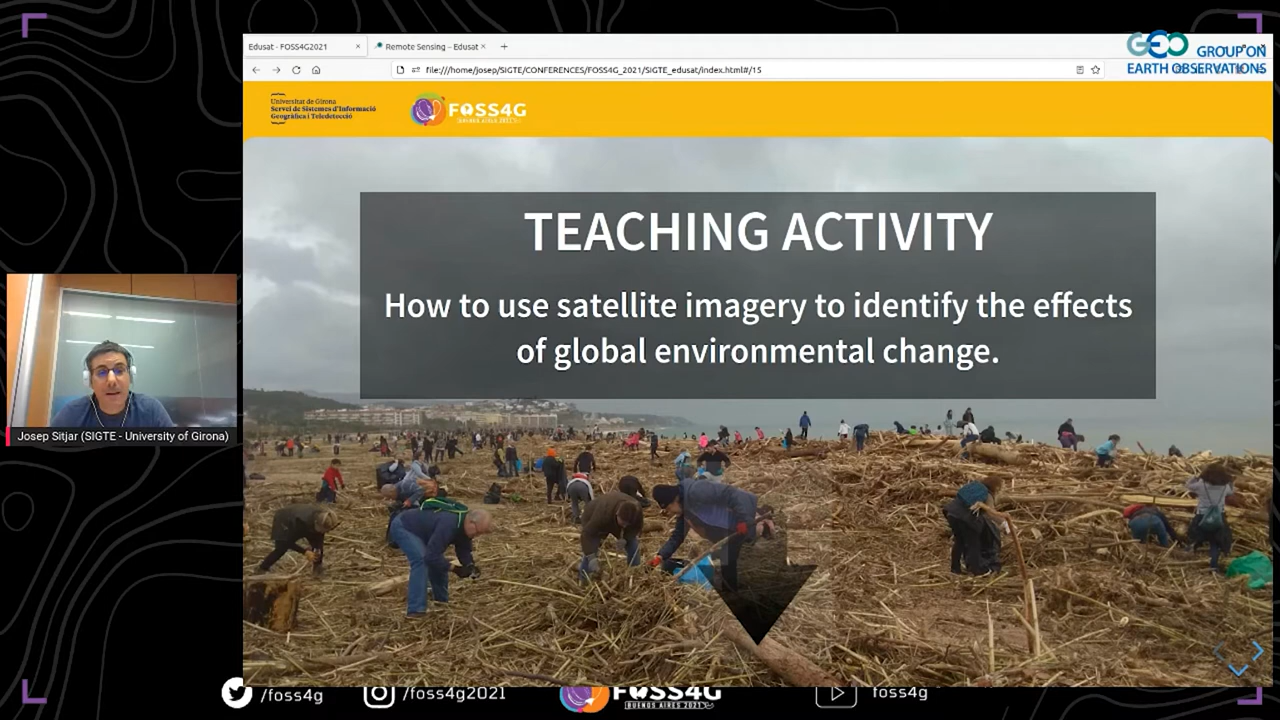 Edusat - FOSS4G2021
Remote Sensing – Edusat
GEO GROUP ON
EARTH OBSERVATIONS
file:///home/josep/SIGTE/CONFERENCES/FOSS4G_2021/SIGTE_edusat/index.html#/15
Universitat de Girona
Servei de Sistemes d'Informació
Geogràfica i Teledetecció
FOSS4G
BUENOS AIRES 2021
TEACHING ACTIVITY
How to use satellite imagery to identify the effects
of global environmental change.
Josep Sitjar (SIGTE - University of Girona)
/foss4g
/foss4g2021
FOSS4G
BUENOS AIRES 2021
foss4g